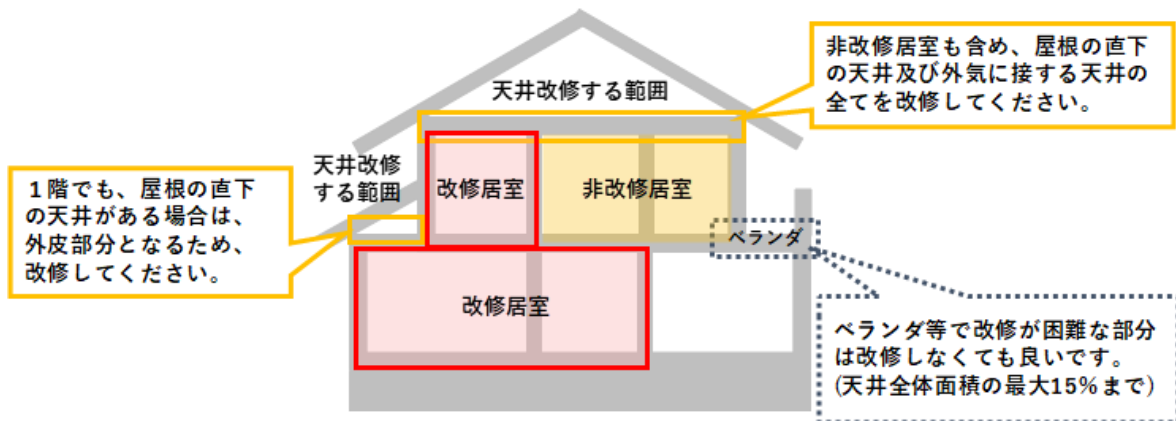 天井改修する範囲
非改修居室も含め、屋根の直下
の天井及び外気に接する天井の
全てを改修してください。
天井改修
する範囲
1階でも、屋根の直下
の天井がある場合は、
外皮部分となるため、
改修してください。
改修居室
非改修居室
ベランダ
改修居室
ベランダ等で改修が困難な部分
は改修しなくても良いです。
(天井全体面積の最大15%まで)